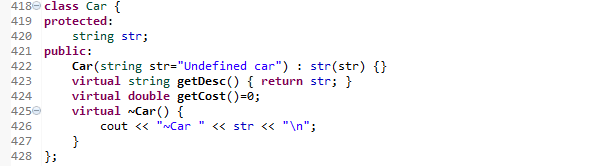 418 class Car {
419 protected:
420     string str;
421 public:
422     Car(string str="Undefined car") : str(str) {}
423     virtual string getDesc() { return str; }
424     virtual double getCost()=0;
425     virtual ~Car() {
426         cout << "~Car " << str << "\n";
427     }
428 };